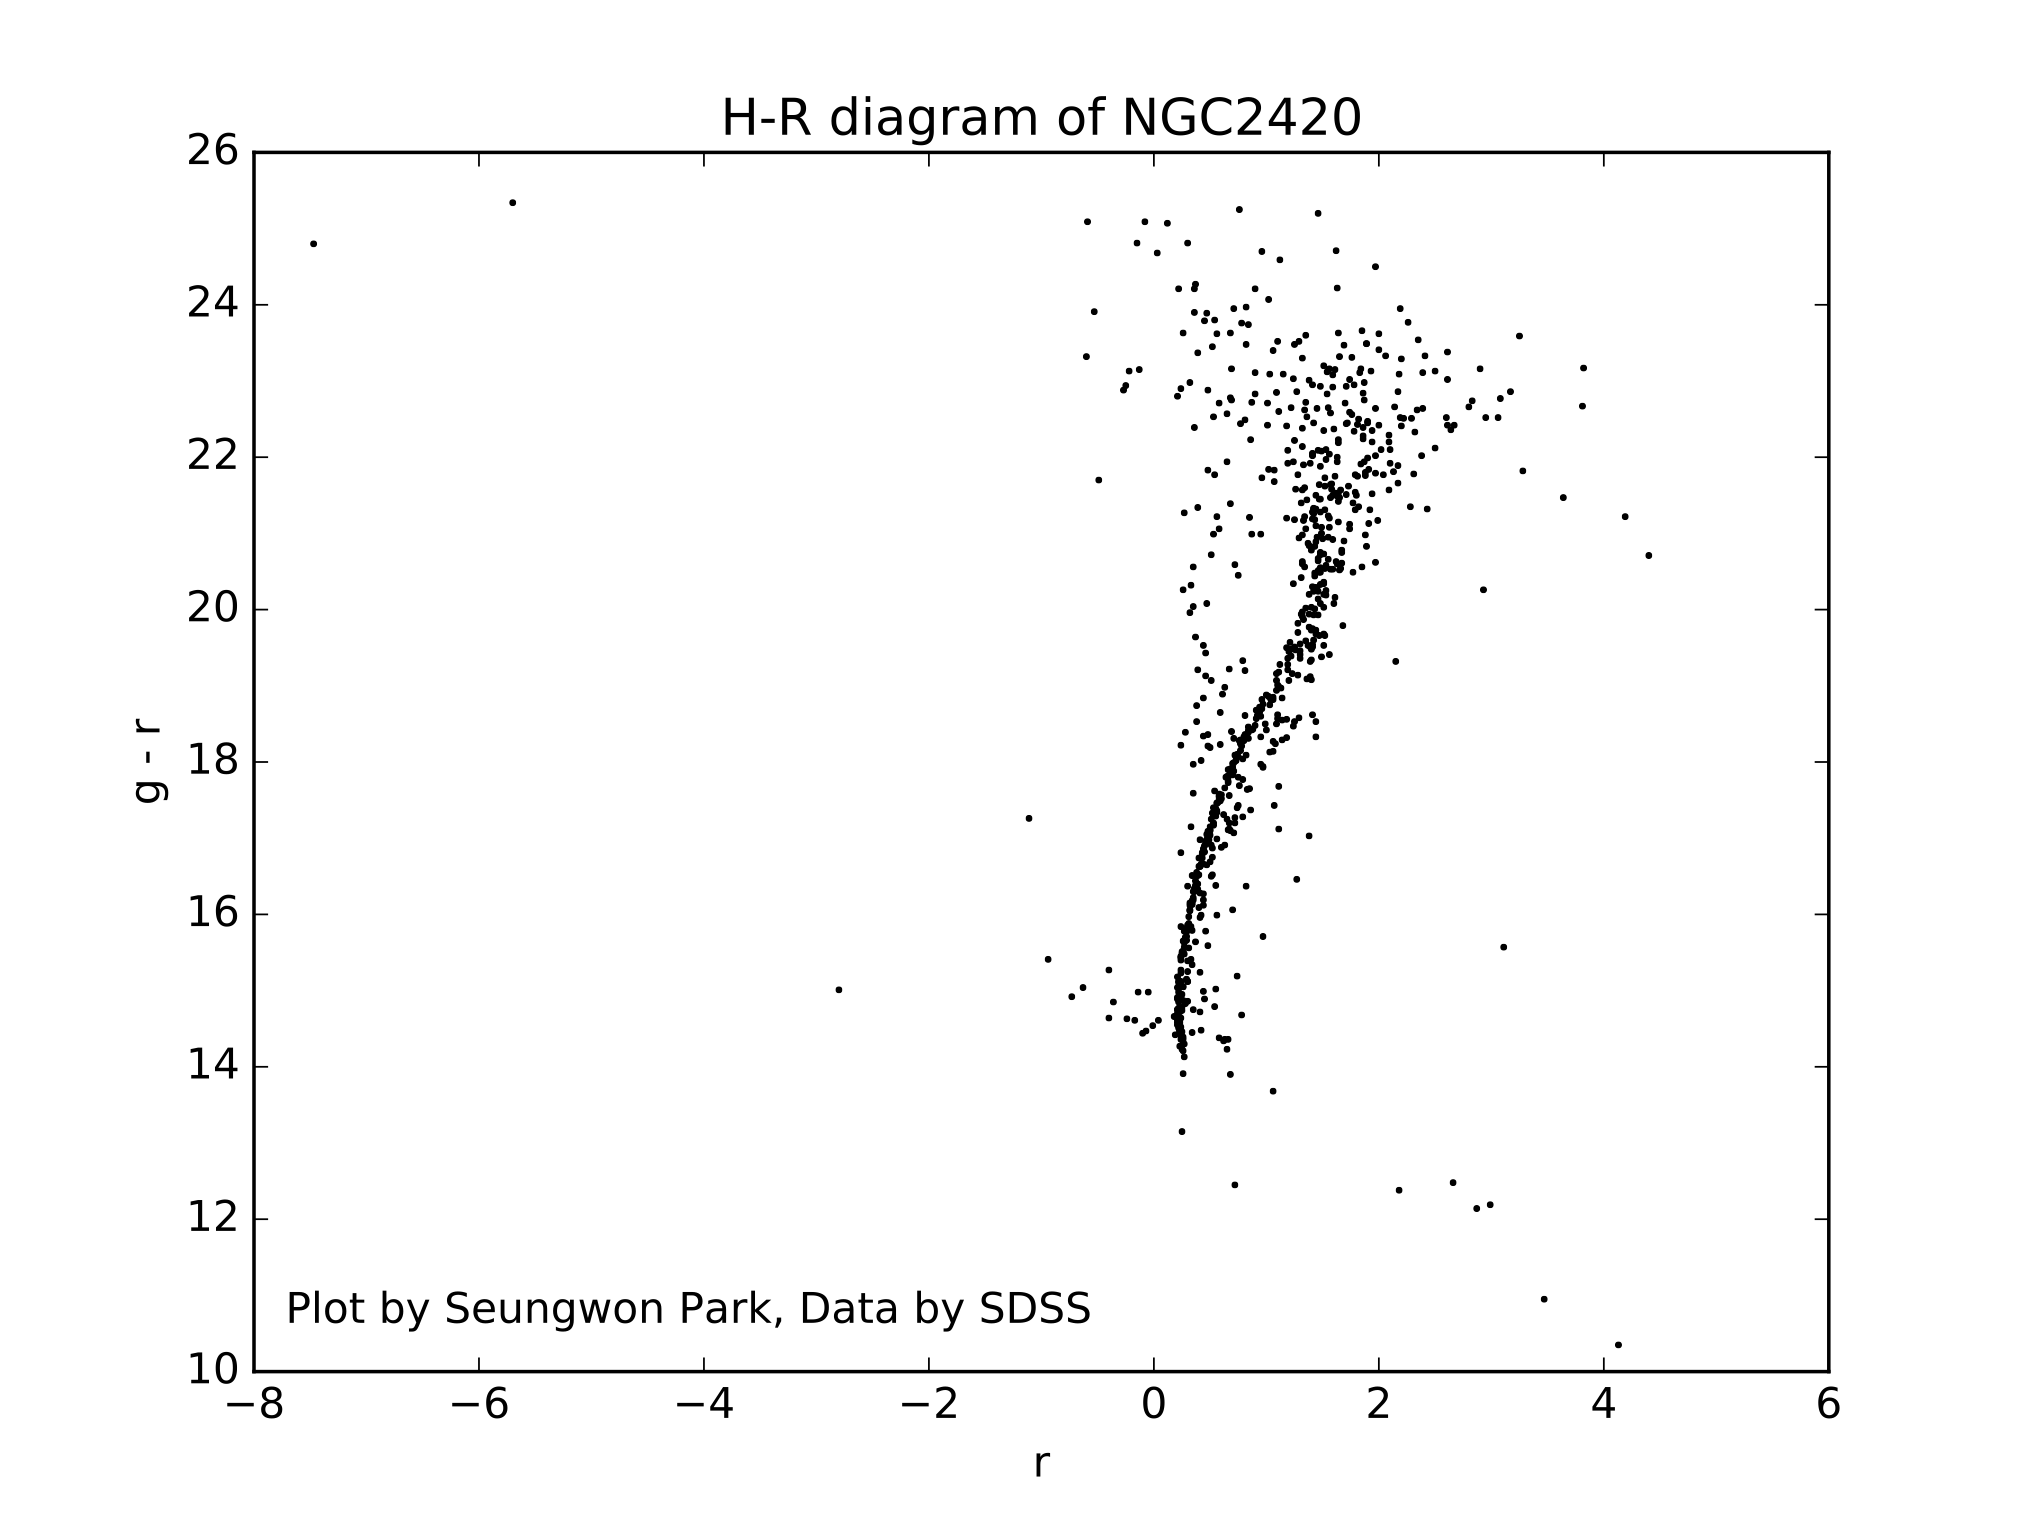 H-R diagram of NGC2420
26
24
22
20
18
16
14
12
10
g - r
Plot by Seungwon Park, Data by SDSS
−8 −6 −4 −2 0 2 4 6
r